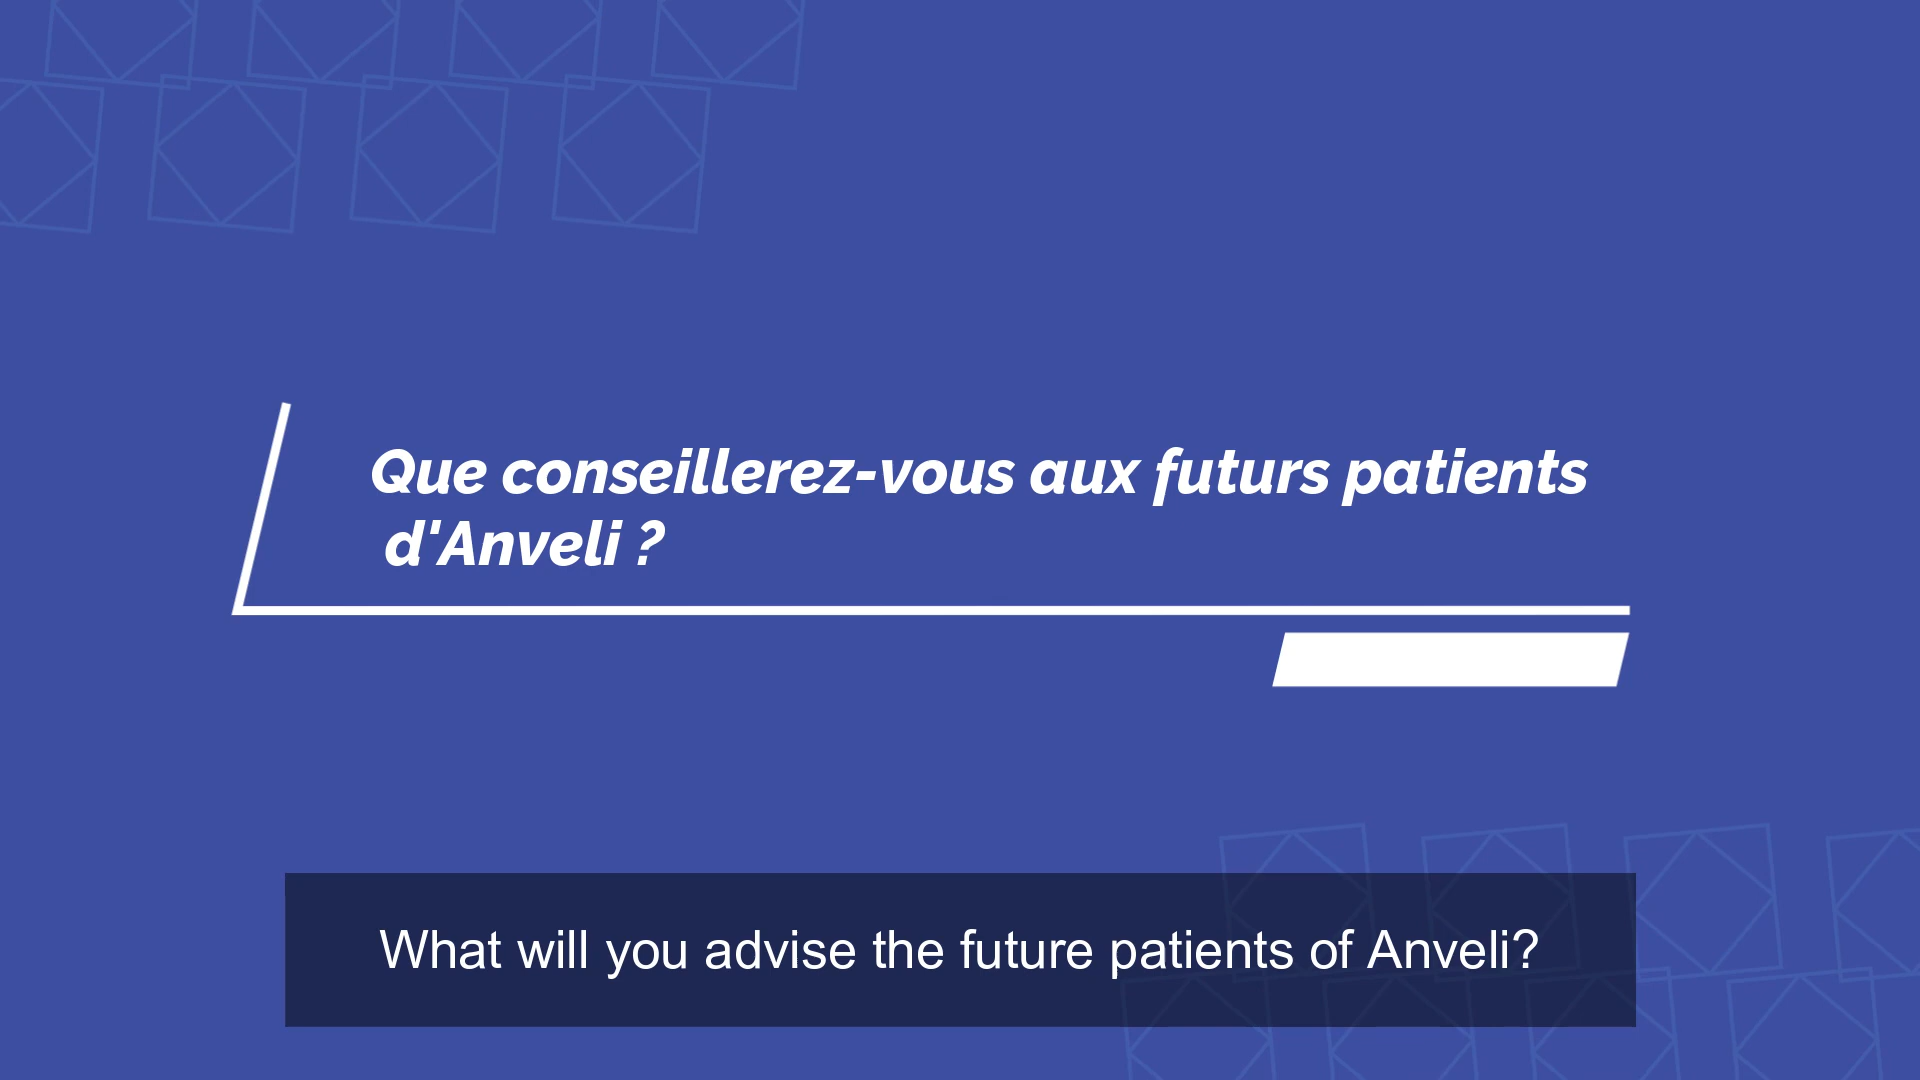 Que conseillerez-vous aux futurs patients
d'Anveli ?
What will you advise the future patients of Anveli?